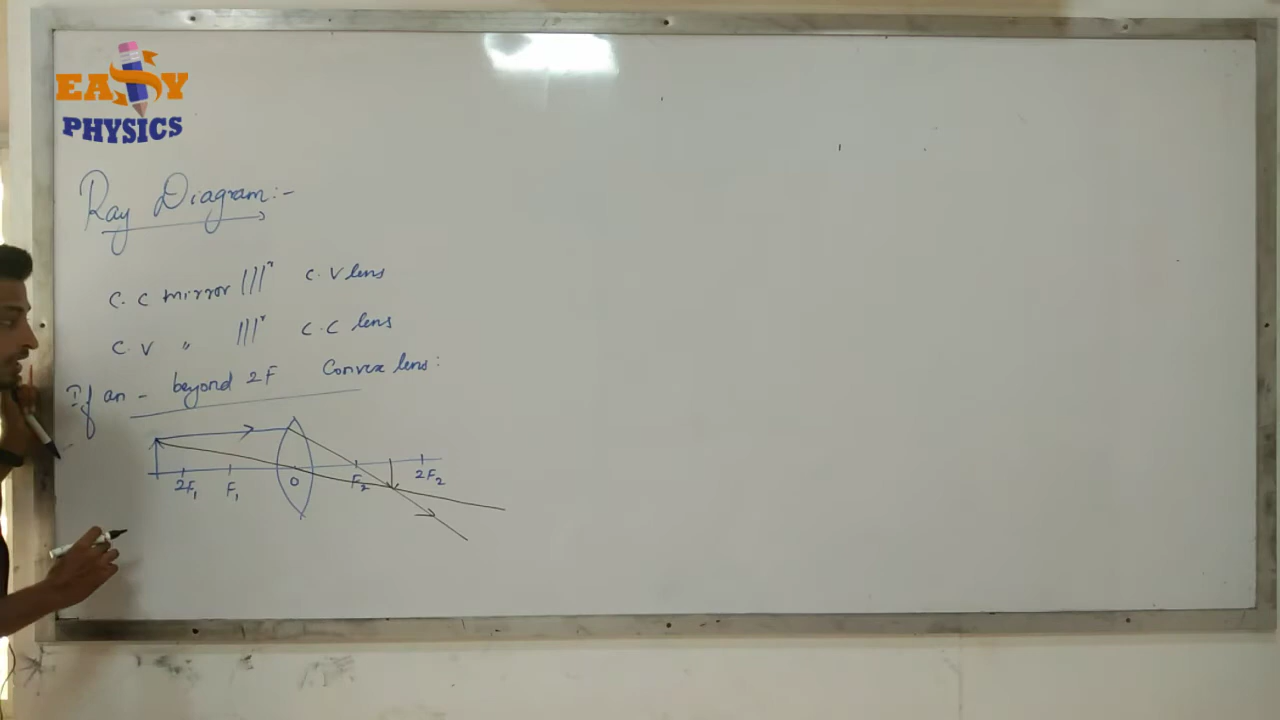 EASY
PHYSICS
Ray Diagram:-
C.C mirror |||r C.V lens
C.V " |||r C.C lens
If an - beyond 2F Convex lens:
2F₁ F₁ O F₂ 2F₂